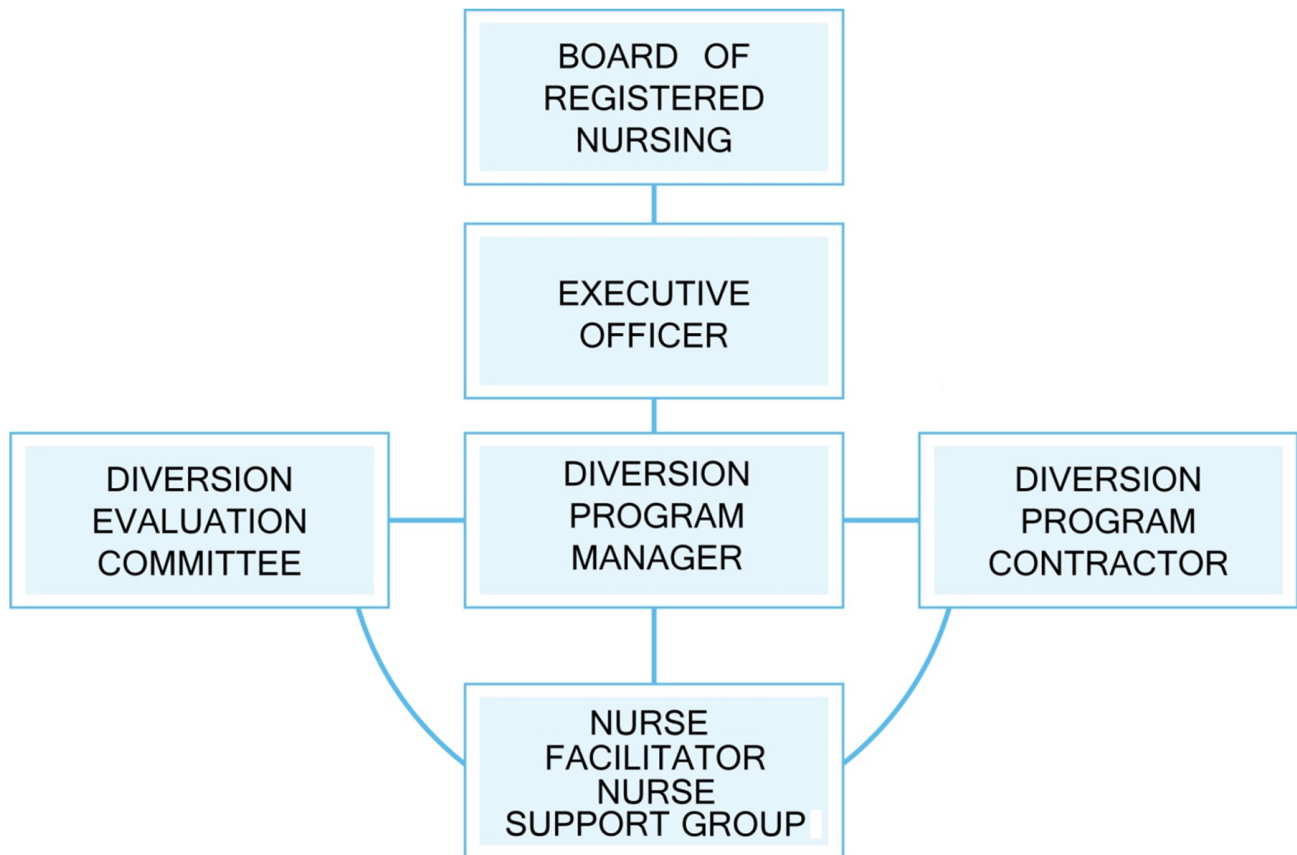 BOARD OF
REGISTERED
NURSING
EXECUTIVE
OFFICER
DIVERSION
EVALUATION
COMMITTEE
DIVERSION
PROGRAM
MANAGER
DIVERSION
PROGRAM
CONTRACTOR
NURSE
FACILITATOR
NURSE
SUPPORT GROUP